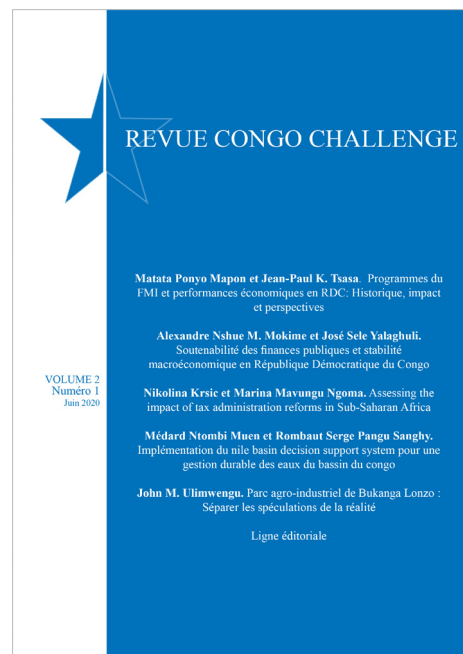 REVUE CONGO CHALLENGE
Matata Ponyo Mapon et Jean-Paul K. Tsasa. Programmes du
FMI et performances économiques en RDC: Historique, impact
et perspectives
Alexandre Nshue M. Mokime et José Sele Yalaghuli.
Soutenabilité des finances publiques et stabilité
macroéconomique en République Démocratique du Congo
VOLUME 2
Numéro 1
Juin 2020
Nikolina Krsic et Marina Mavungu Ngoma. Assessing the
impact of tax administration reforms in Sub-Saharan Africa
Médard Ntombi Muen et Rombaut Serge Pangu Sanghy.
Implémentation du nile basin decision support system pour une
gestion durable des eaux du bassin du congo
John M. Ulimwengu. Parc agro-industriel de Bukanga Lonzo :
Séparer les spéculations de la réalité
Ligne éditoriale